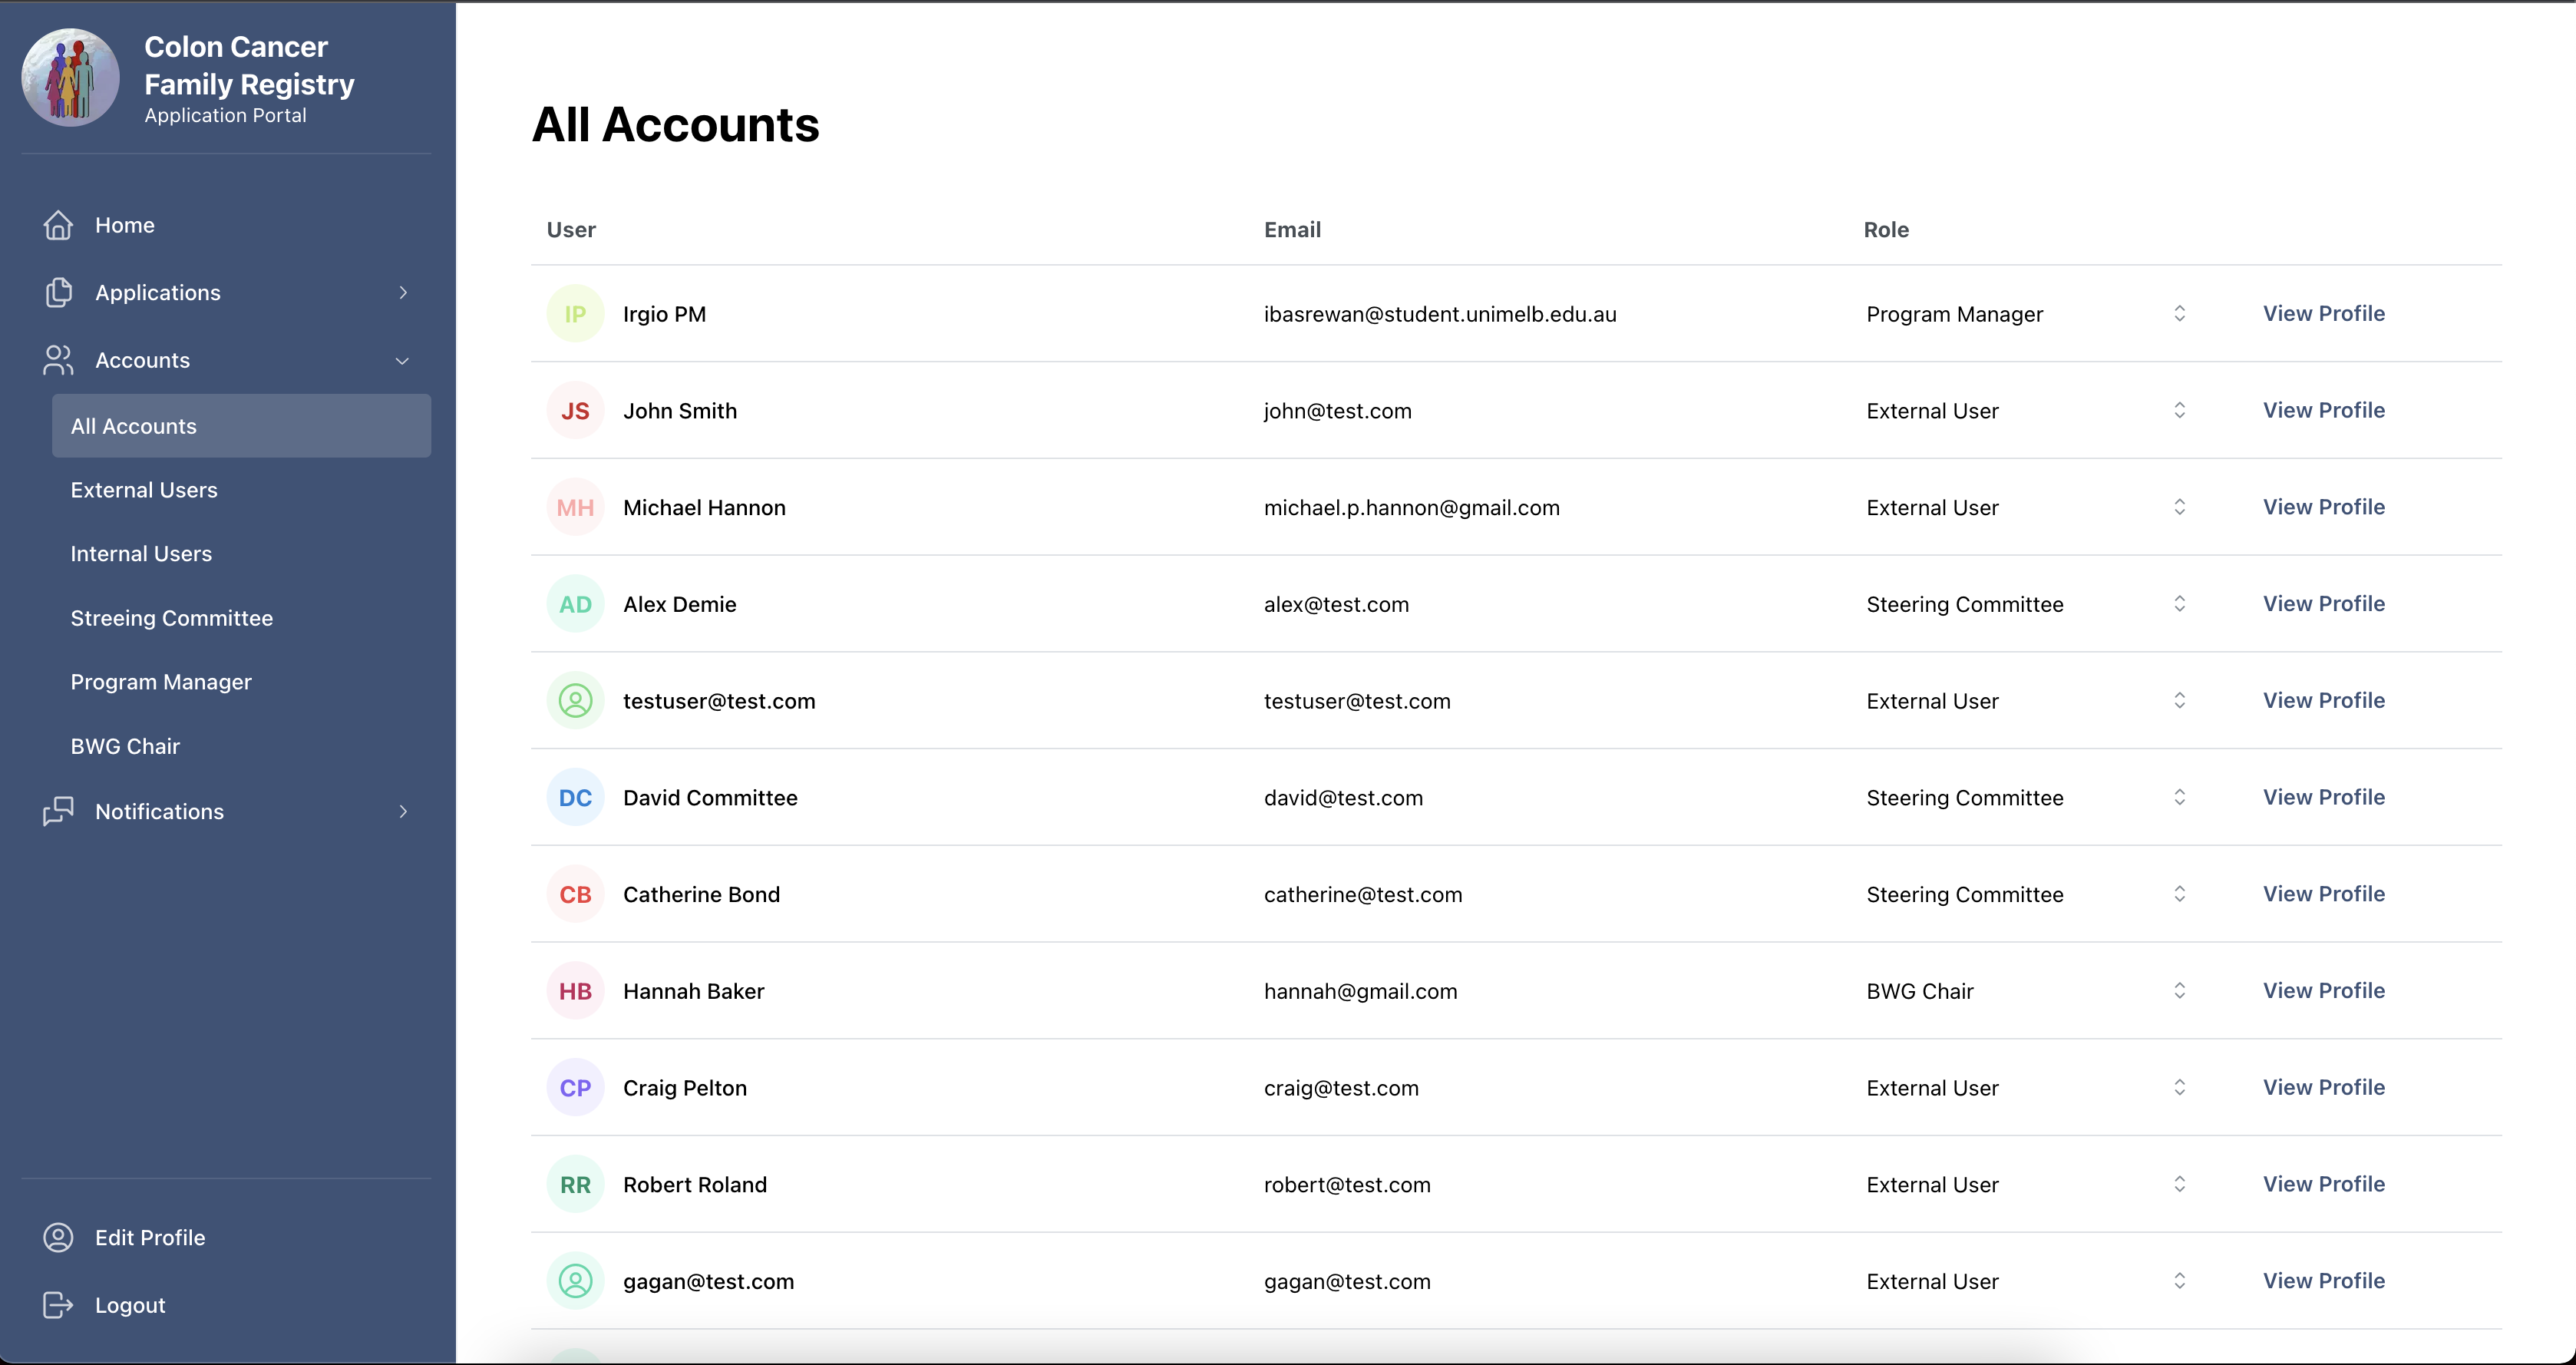 Colon Cancer
Family Registry
Application Portal
Home
Applications
Accounts
All Accounts
External Users
Internal Users
Streeing Committee
Program Manager
BWG Chair
Notifications
Edit Profile
Logout
All Accounts
User Email Role
IP Irgio PM ibasrewan@student.unimelb.edu.au Program Manager View Profile
JS John Smith john@test.com External User View Profile
MH Michael Hannon michael.p.hannon@gmail.com External User View Profile
AD Alex Demie alex@test.com Steering Committee View Profile
testuser@test.com testuser@test.com External User View Profile
DC David Committee david@test.com Steering Committee View Profile
CB Catherine Bond catherine@test.com Steering Committee View Profile
HB Hannah Baker hannah@gmail.com BWG Chair View Profile
CP Craig Pelton craig@test.com External User View Profile
RR Robert Roland robert@test.com External User View Profile
gagan@test.com gagan@test.com External User View Profile